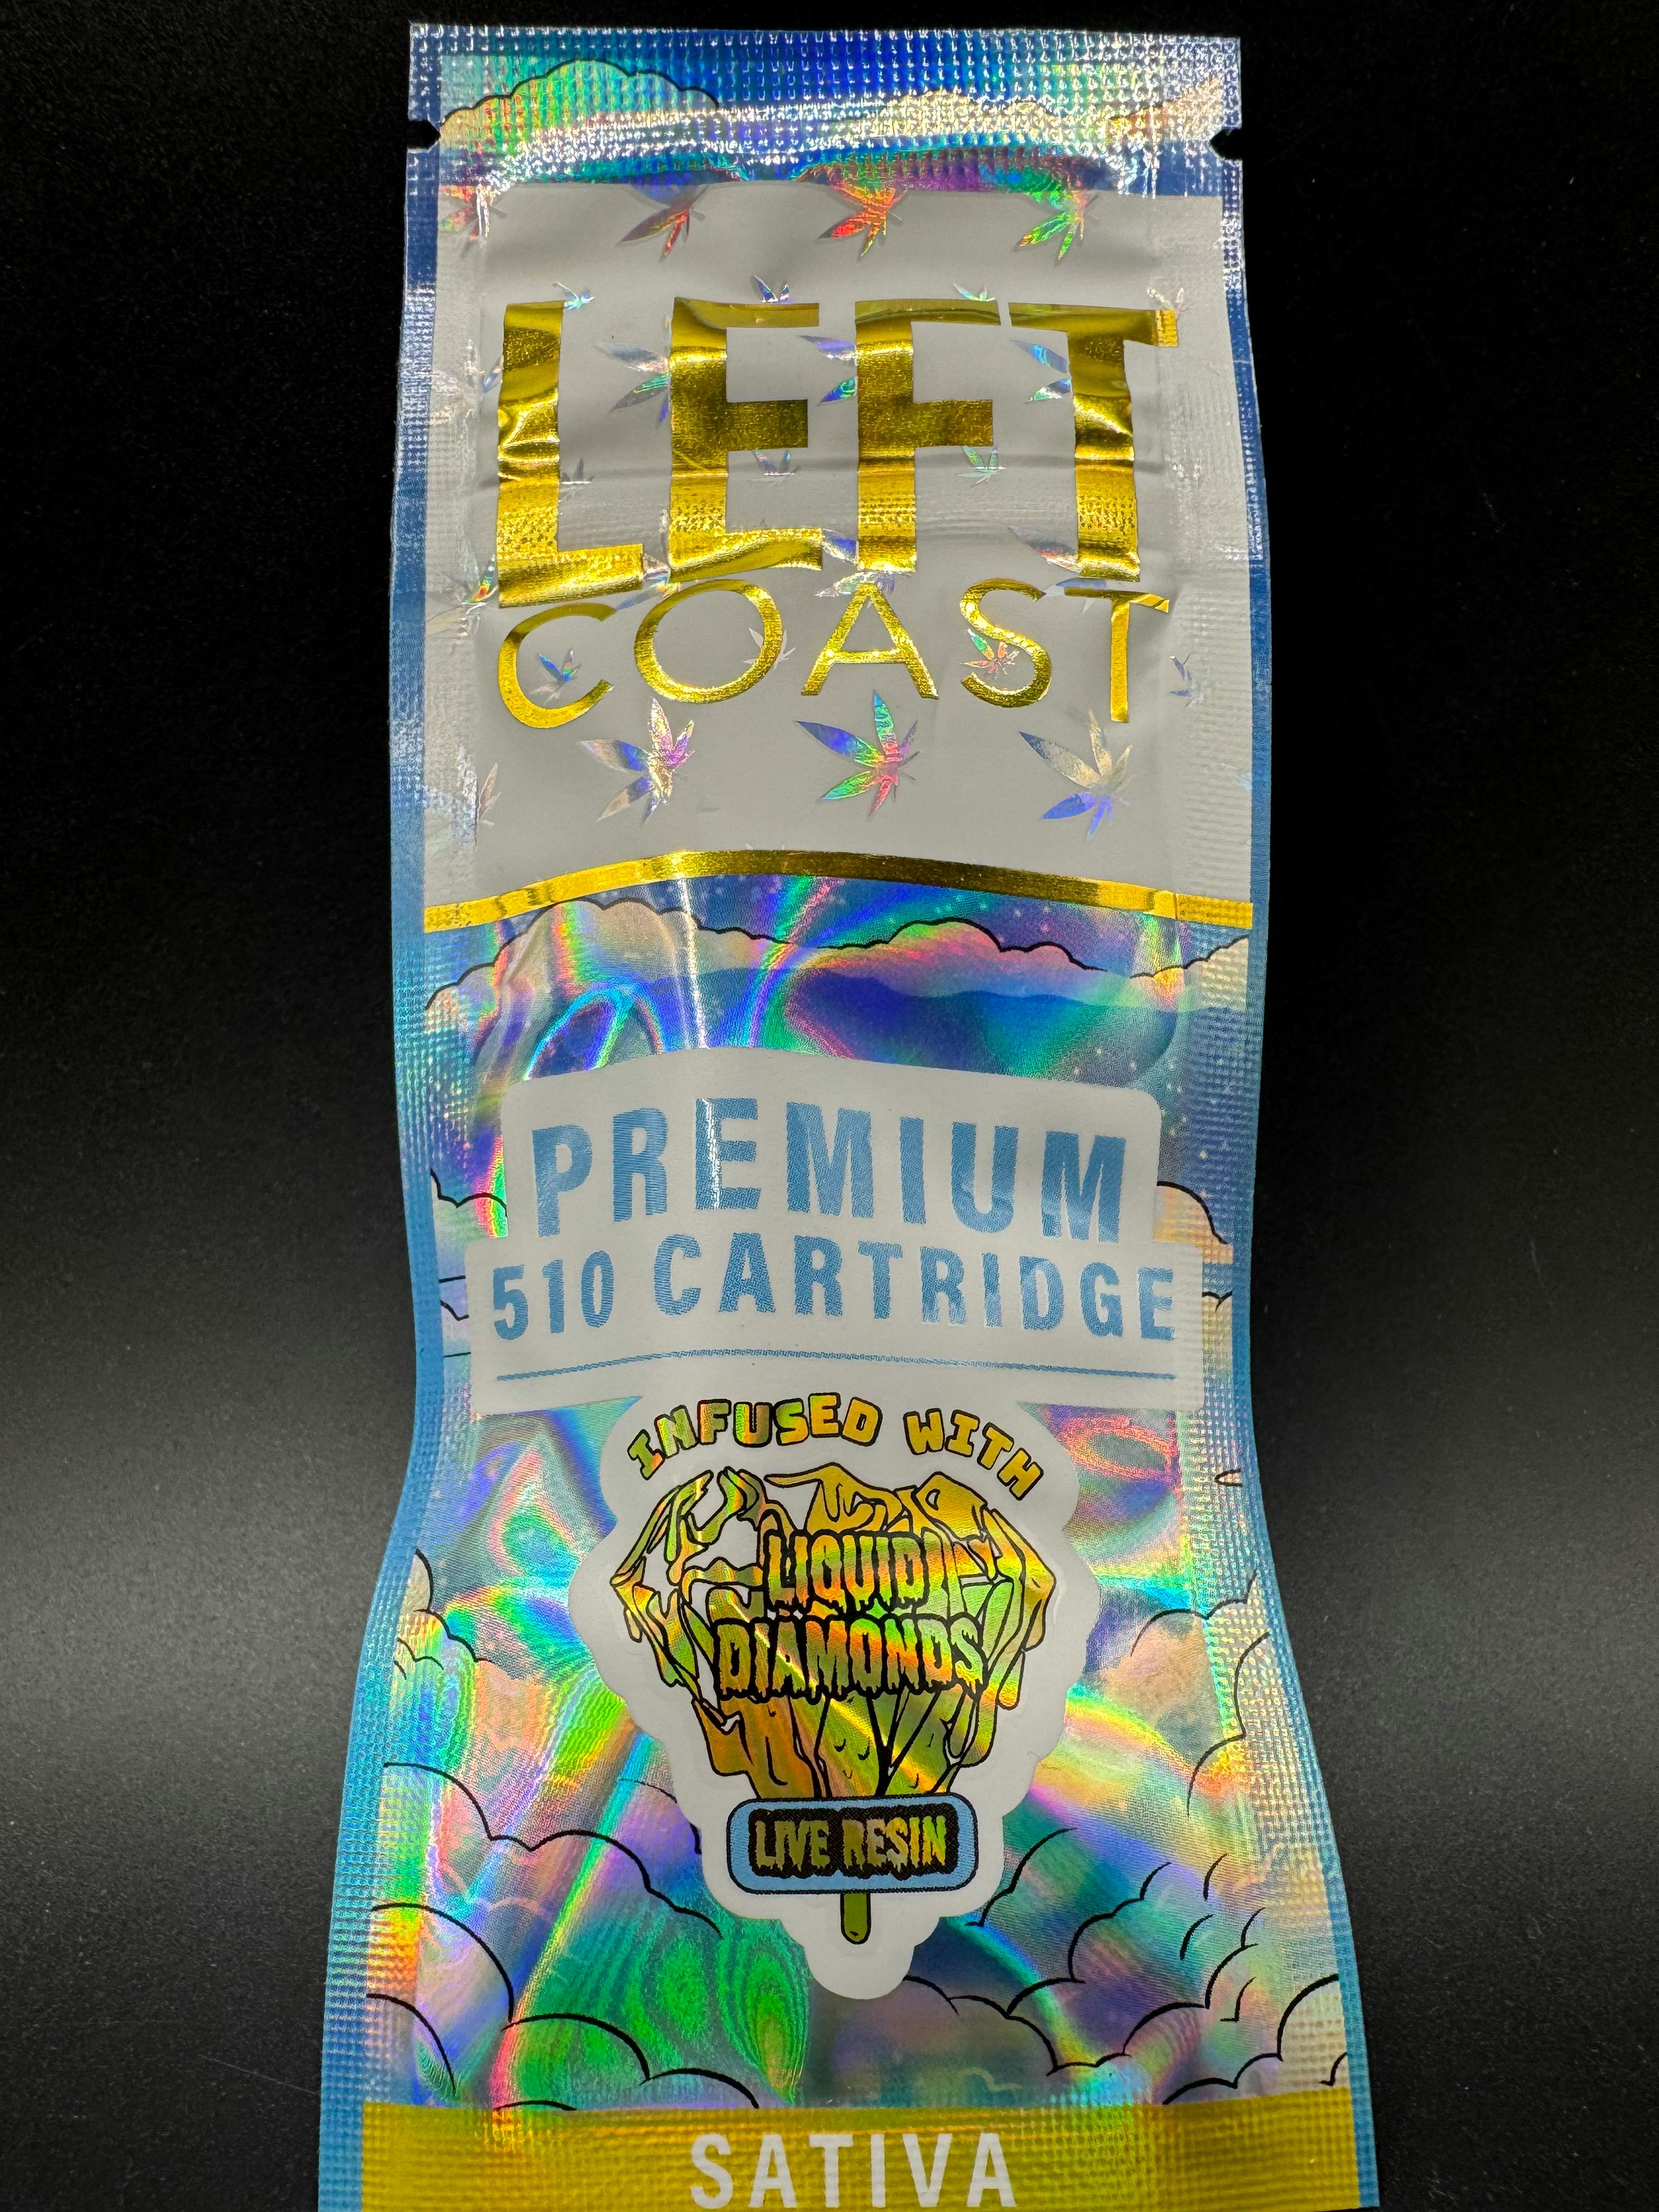 LEFT
COAST
PREMIUM
510 CARTRIDGE
INFUSED WITH
LIQUID
DIAMONDS
LIVE RESIN
SATIVA